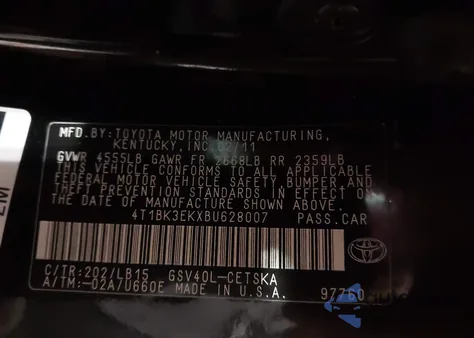 MFD. BY: TOYOTA MOTOR MANUFACTURING,
KENTUCKY, INC. 02/11
GVWR 4555LB GAWR FR 2668LB RR 2359LB
THIS VEHICLE CONFORMS TO ALL APPLICABLE
FEDERAL MOTOR VEHICLE SAFETY, BUMPER AND
THEFT PREVENTION STANDARDS IN EFFECT ON
THE DATE OF MANUFACTURE SHOWN ABOVE.
4T1BK3EKXBU628007 PASS.CAR
C/TR:202/LB15 GSV40L-CETSKA
A/TM:-02A/U660E MADE IN U.S.A. 97760